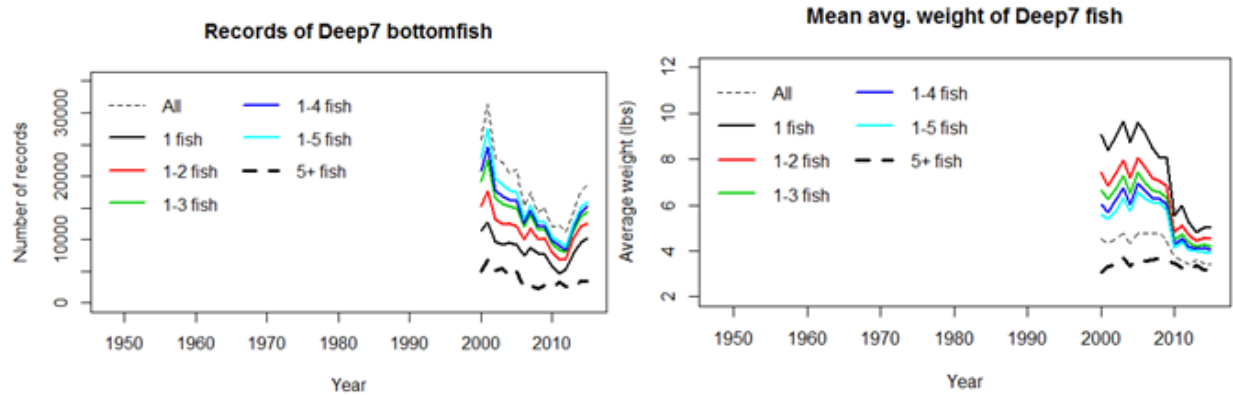 Records of Deep7 bottomfish
Number of records
0
10000
20000
30000
All
1 fish
1-2 fish
1-3 fish
1-4 fish
1-5 fish
5+ fish
1950 1960 1970 1980 1990 2000 2010
Year
Mean avg. weight of Deep7 fish
Average weight (lbs)
2
4
6
8
10
12
All
1 fish
1-2 fish
1-3 fish
1-4 fish
1-5 fish
5+ fish
1950 1960 1970 1980 1990 2000 2010
Year